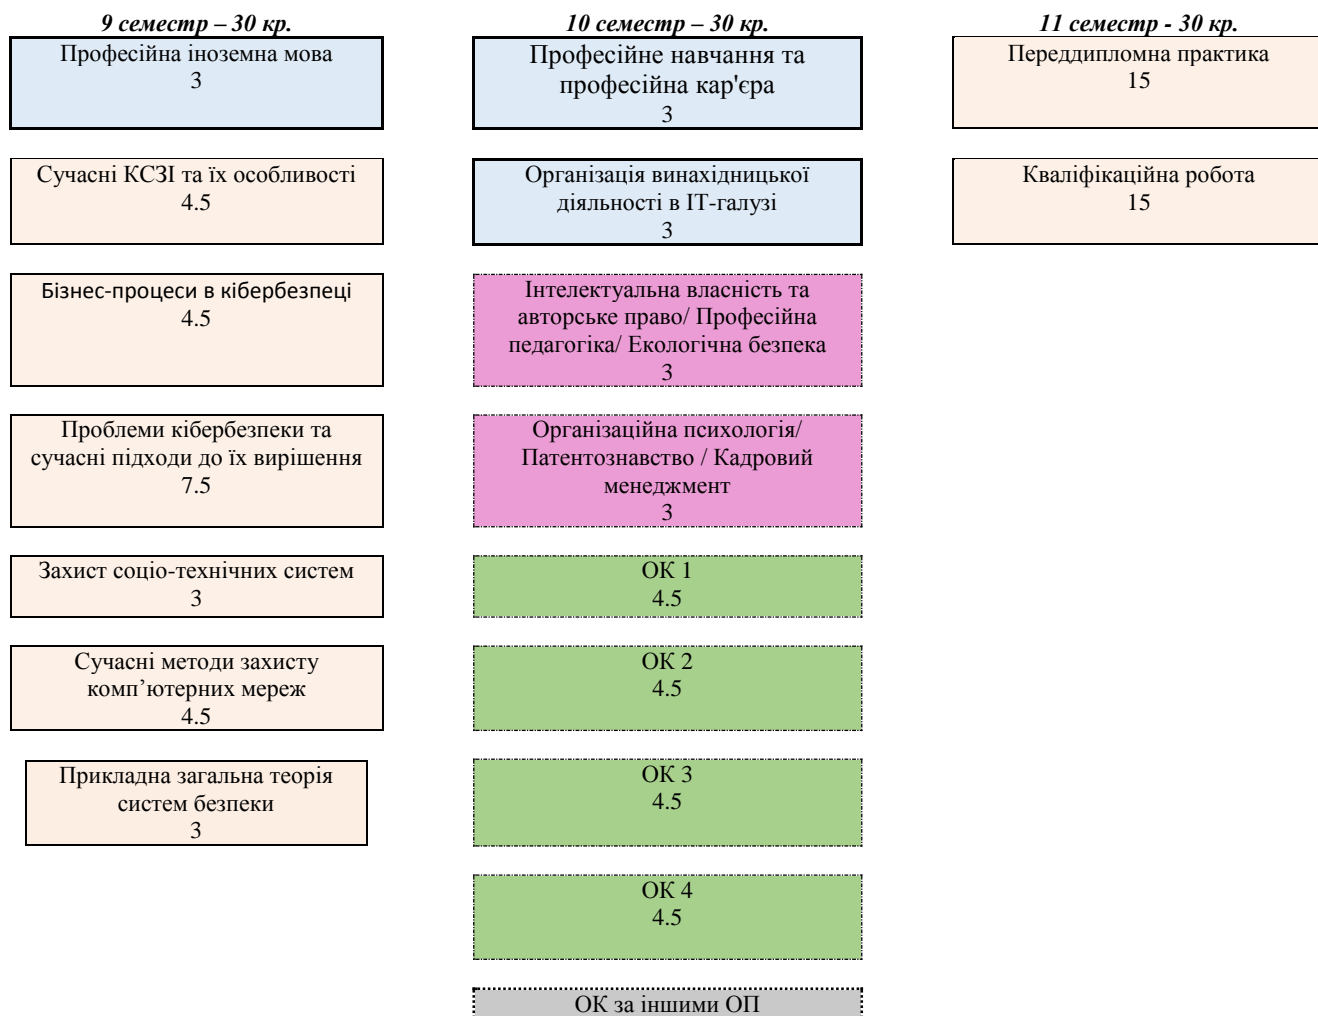 9 семестр – 30 кр.
Професійна іноземна мова
3
Сучасні КСЗІ та їх особливості
4.5
Бізнес-процеси в кібербезпеці
4.5
Проблеми кібербезпеки та
сучасні підходи до їх вирішення
7.5
Захист соціо-технічних систем
3
Сучасні методи захисту
комп’ютерних мереж
4.5
Прикладна загальна теорія
систем безпеки
3
10 семестр – 30 кр.
Професійне навчання та
професійна кар'єра
3
Організація винахідницької
діяльності в ІТ-галузі
3
Інтелектуальна власність та
авторське право/ Професійна
педагогіка/ Екологічна безпека
3
Організаційна психологія/
Патентознавство / Кадровий
менеджмент
3
ОК 1
4.5
ОК 2
4.5
ОК 3
4.5
ОК 4
4.5
ОК за іншими ОП
11 семестр - 30 кр.
Переддипломна практика
15
Кваліфікаційна робота
15